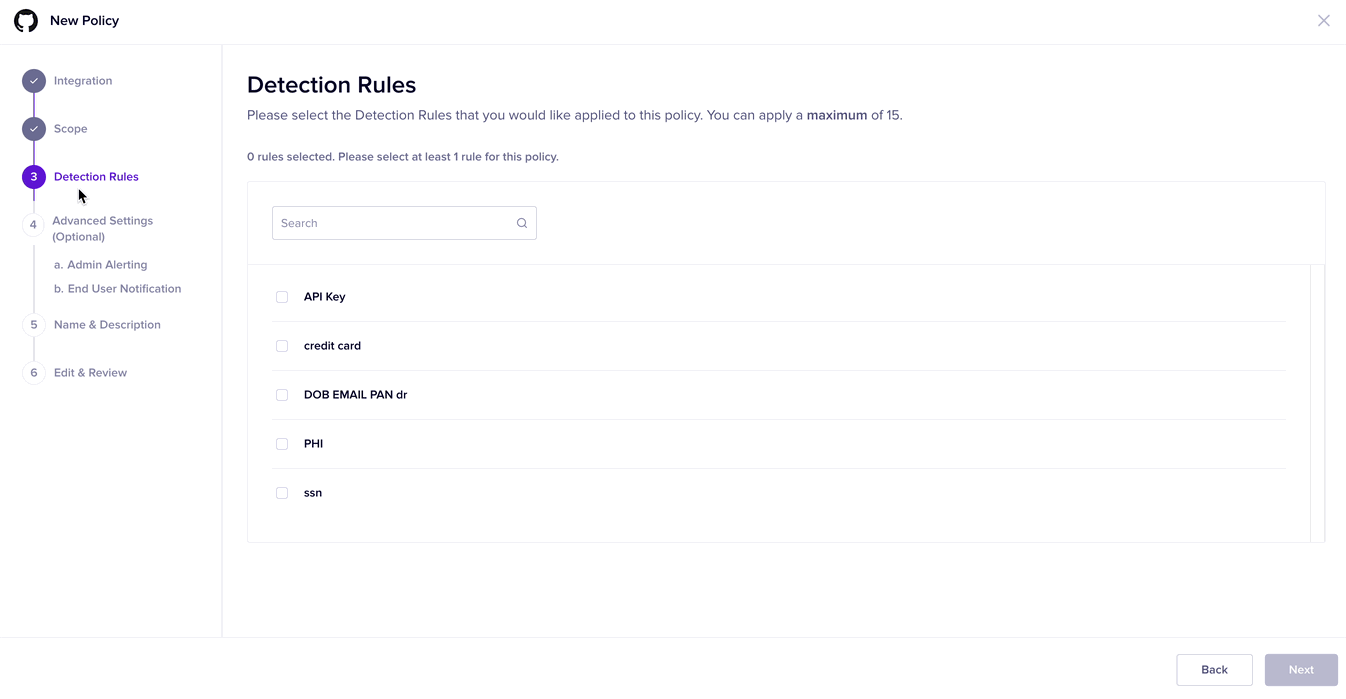 New Policy
Integration
Scope
3
Detection Rules
4
Advanced Settings
(Optional)
a. Admin Alerting
b. End User Notification
5
Name & Description
6
Edit & Review
Detection Rules
Please select the Detection Rules that you would like applied to this policy. You can apply a maximum of 15.
0 rules selected. Please select at least 1 rule for this policy.
Search
API Key
credit card
DOB EMAIL PAN dr
PHI
ssn
Back
Next